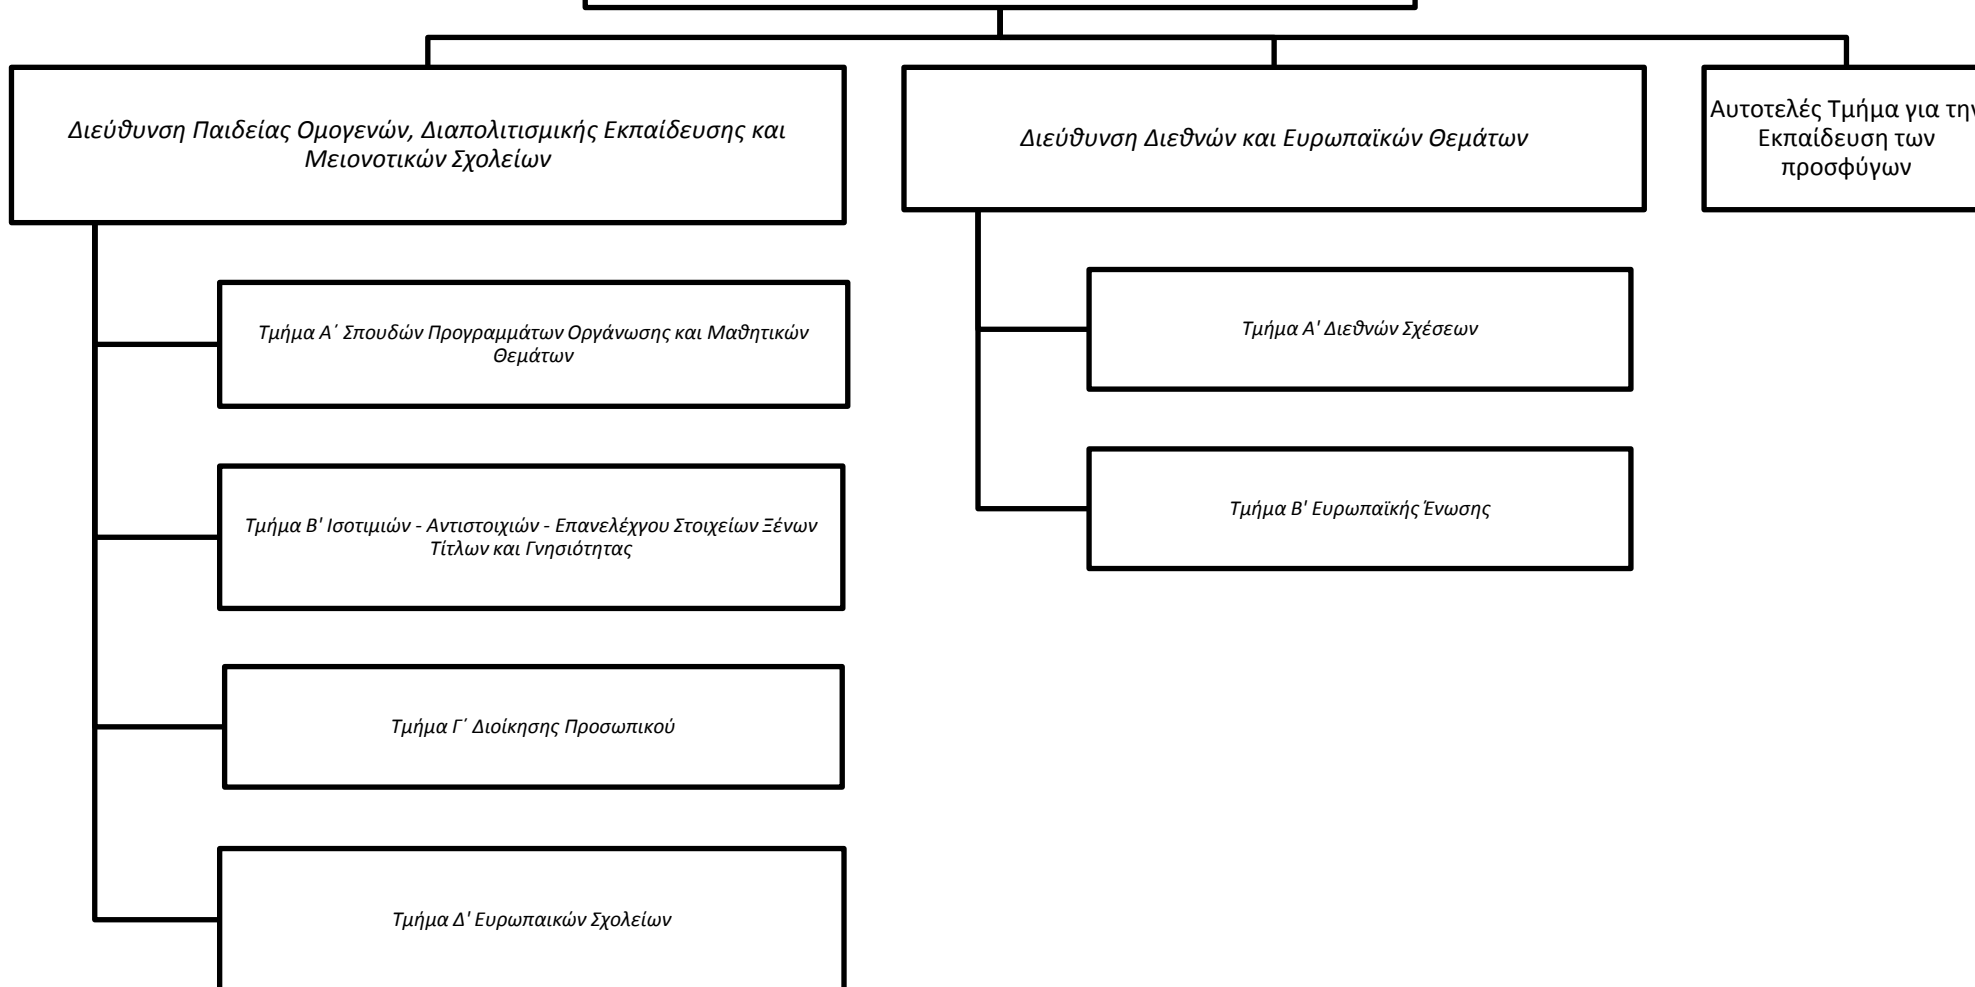 Διεύθυνση Παιδείας Ομογενών, Διαπολιτισμικής Εκπαίδευσης και
Μειονοτικών Σχολείων
Τμήμα Α΄ Σπουδών Προγραμμάτων Οργάνωσης και Μαθητικών
Θεμάτων
Τμήμα Β' Ισοτιμιών - Αντιστοιχιών - Επανελέχγου Στοιχείων Ξένων
Τίτλων και Γνησιότητας
Τμήμα Γ΄ Διοίκησης Προσωπικού
Τμήμα Δ' Ευρωπαικών Σχολείων
Διεύθυνση Διεθνών και Ευρωπαϊκών Θεμάτων
Τμήμα Α' Διεθνών Σχέσεων
Τμήμα Β' Ευρωπαϊκής Ένωσης
Αυτοτελές Τμήμα για την
Εκπαίδευση των
προσφύγων